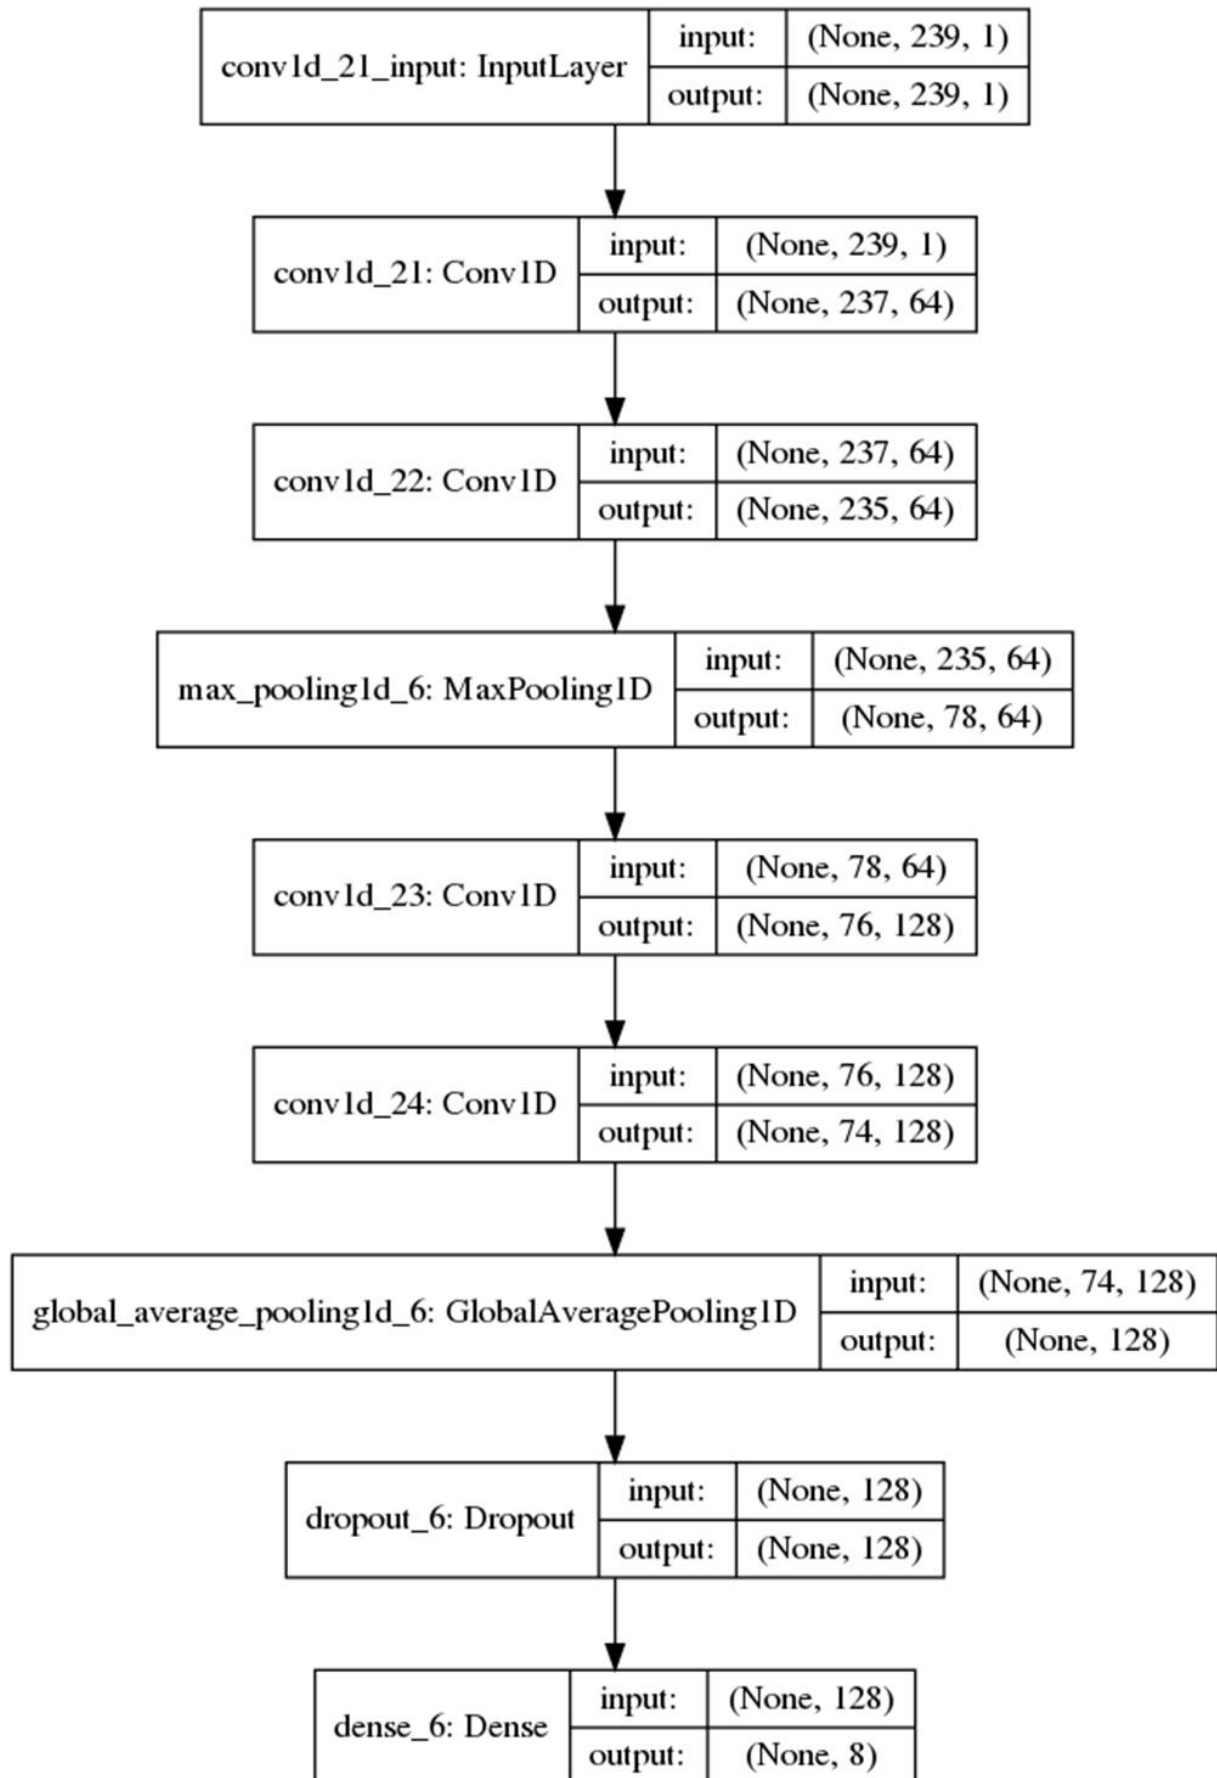 conv1d_21_input: InputLayer
input: (None, 239, 1)
output: (None, 239, 1)
conv1d_21: Conv1D
input: (None, 239, 1)
output: (None, 237, 64)
conv1d_22: Conv1D
input: (None, 237, 64)
output: (None, 235, 64)
max_pooling1d_6: MaxPooling1D
input: (None, 235, 64)
output: (None, 78, 64)
conv1d_23: Conv1D
input: (None, 78, 64)
output: (None, 76, 128)
conv1d_24: Conv1D
input: (None, 76, 128)
output: (None, 74, 128)
global_average_pooling1d_6: GlobalAveragePooling1D
input: (None, 74, 128)
output: (None, 128)
dropout_6: Dropout
input: (None, 128)
output: (None, 128)
dense_6: Dense
input: (None, 128)
output: (None, 8)